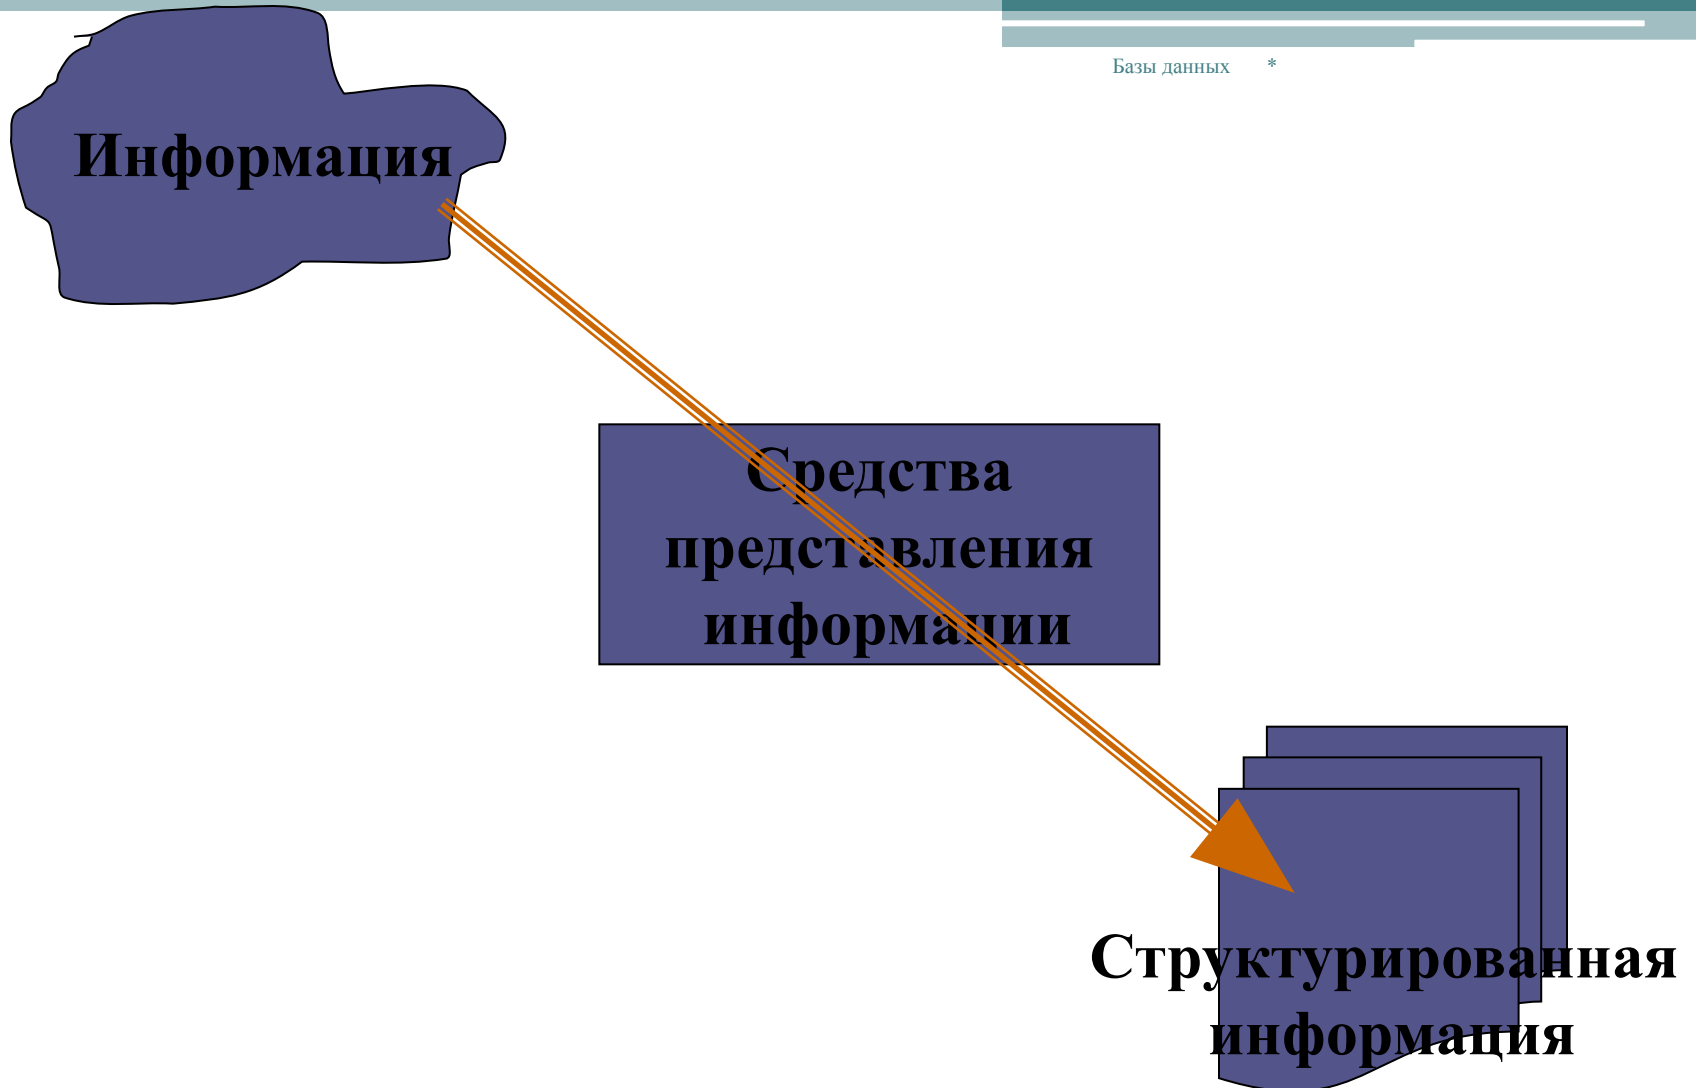 Базы данных *
Информация
Средства
представления
информации
Структурированная
информация